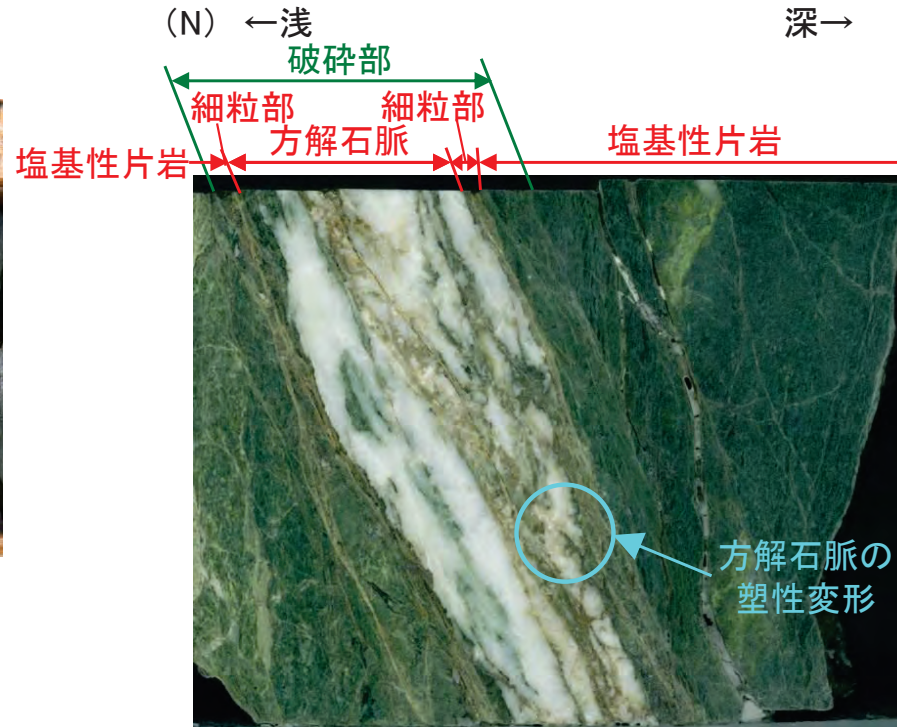 (N) ←浅
深→
破砕部
細粒部
細粒部
塩基性片岩
方解石脈
塩基性片岩
方解石脈の
塑性変形